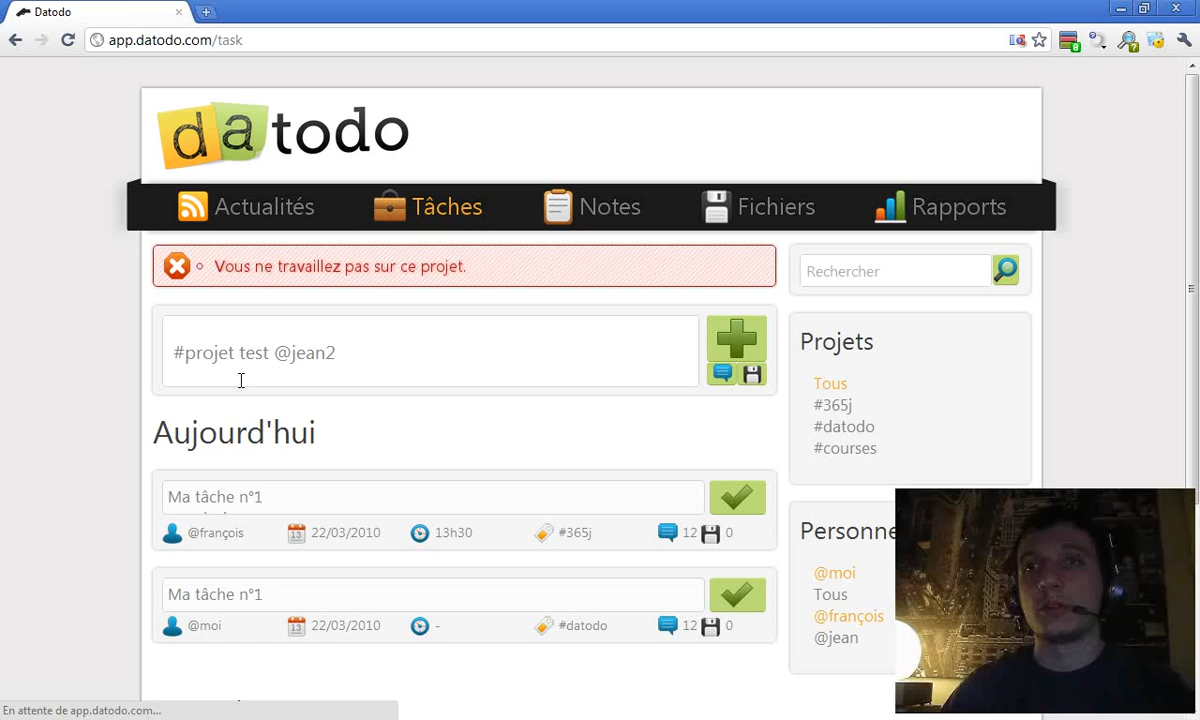 Datodo
app.datodo.com/task
8
datodo
Actualités
Tâches
Notes
Fichiers
Rapports
Vous ne travaillez pas sur ce projet.
Rechercher
#projet test @jean2
Projets
Tous
#365j
#datodo
#courses
Aujourd'hui
Ma tâche n°1
@françois
13
22/03/2010
13h30
#365j
12
0
Ma tâche n°1
@moi
13
22/03/2010
-
#datodo
12
0
@moi
Tous
@françois
@jean
En attente de app.datodo.com...